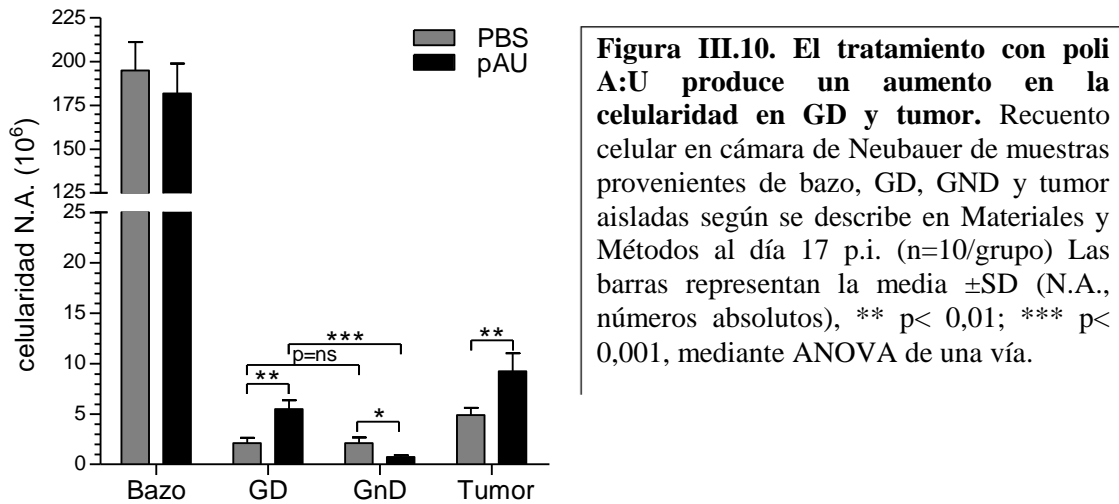 225
200
175
150
125
25
20
15
10
5
0
celularidad N.A. (10⁶)
PBS
pAU
***
p=ns
**
*
**
Bazo GD GnD Tumor
Figura III.10. El tratamiento con poli
A:U produce un aumento en la
celularidad en GD y tumor. Recuento
celular en cámara de Neubauer de muestras
provenientes de bazo, GD, GND y tumor
aisladas según se describe en Materiales y
Métodos al día 17 p.i. (n=10/grupo) Las
barras representan la media ±SD (N.A.,
números absolutos), ** p< 0,01; *** p<
0,001, mediante ANOVA de una vía.